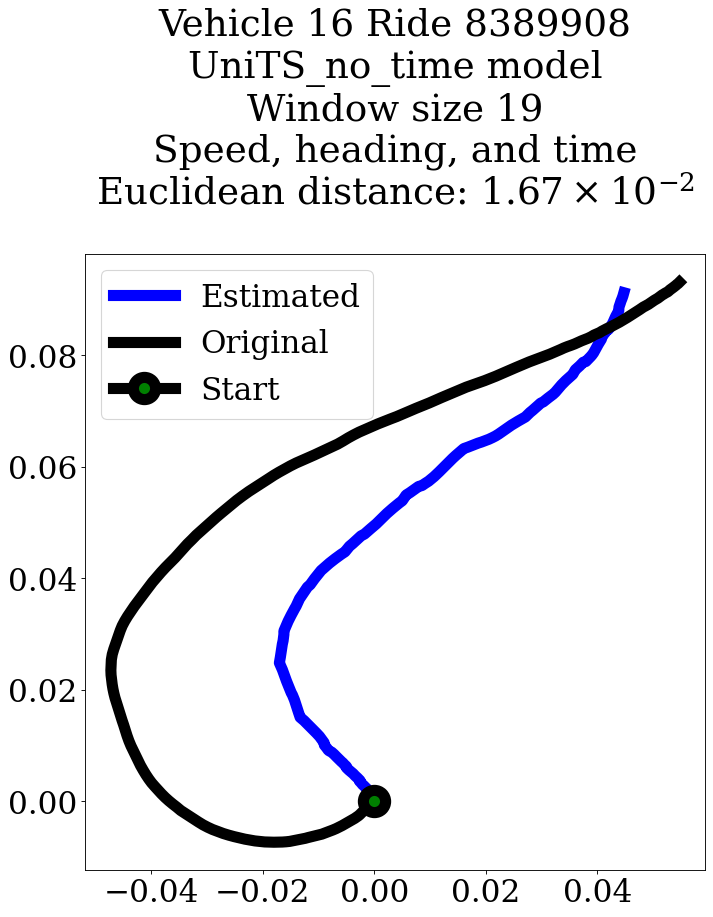 Vehicle 16 Ride 8389908
UniTS_no_time model
Window size 19
Speed, heading, and time
Euclidean distance: 1.67 × 10⁻²
Estimated
Original
Start
0.08
0.06
0.04
0.02
0.00
−0.04 −0.02 0.00 0.02 0.04